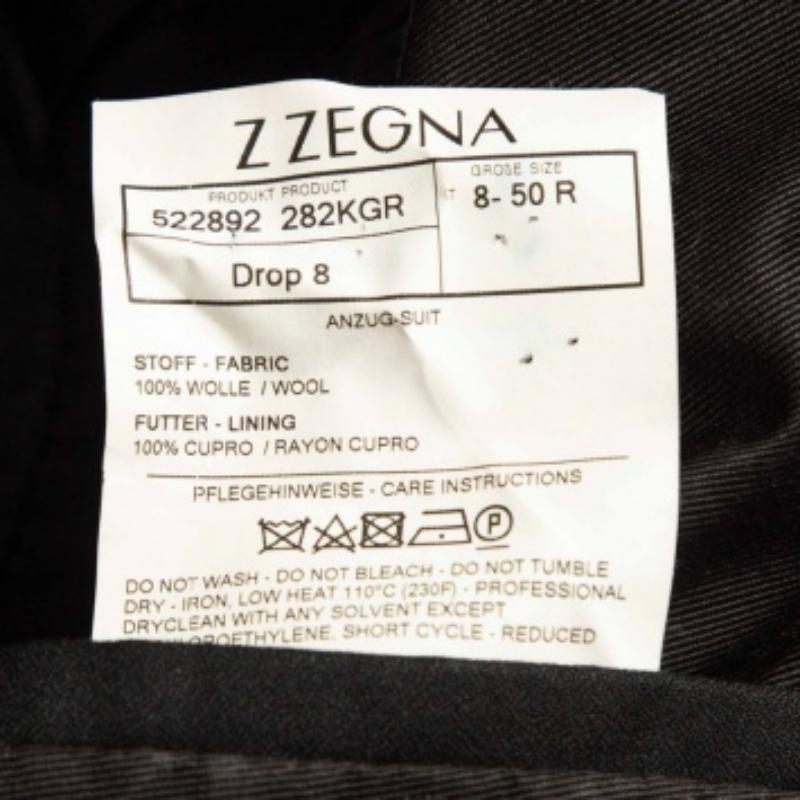 Z ZEGNA
PRODUKT PRODUCT
522892 282KGR
GRÖßE SIZE
8- 50 R
Drop 8
ANZUG-SUIT
STOFF - FABRIC
100% WOLLE / WOOL
FUTTER - LINING
100% CUPRO / RAYON CUPRO
PFLEGEHINWEISE - CARE INSTRUCTIONS
P
DO NOT WASH - DO NOT BLEACH - DO NOT TUMBLE
DRY - IRON, LOW HEAT 110°C (230F) - PROFESSIONAL
DRYCLEAN WITH ANY SOLVENT EXCEPT
SHORT CYCLE - REDUCED